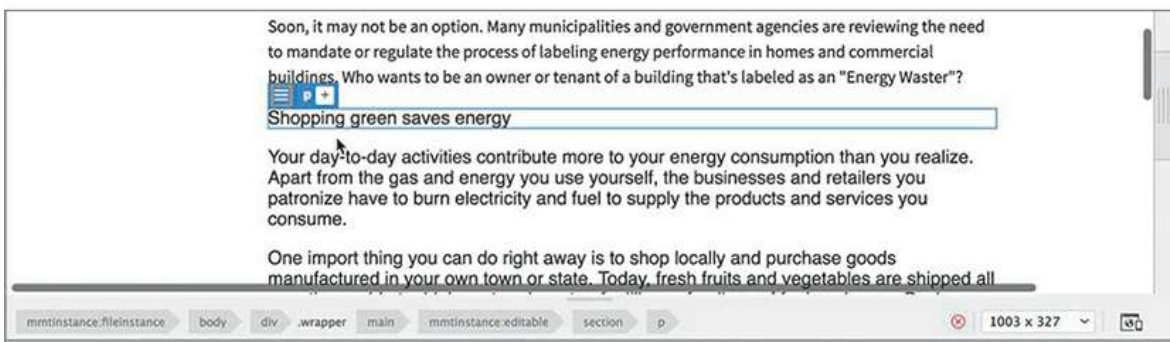 Soon, it may not be an option. Many municipalities and government agencies are reviewing the need
to mandate or regulate the process of labeling energy performance in homes and commercial
buildings. Who wants to be an owner or tenant of a building that's labeled as an "Energy Waster"?
p +
Shopping green saves energy
Your day-to-day activities contribute more to your energy consumption than you realize.
Apart from the gas and energy you use yourself, the businesses and retailers you
patronize have to burn electricity and fuel to supply the products and services you
consume.
One import thing you can do right away is to shop locally and purchase goods
manufactured in your own town or state. Today, fresh fruits and vegetables are shipped all
mmtinstance:fileinstance body div .wrapper main mmtinstance:editable section p 1003 x 327